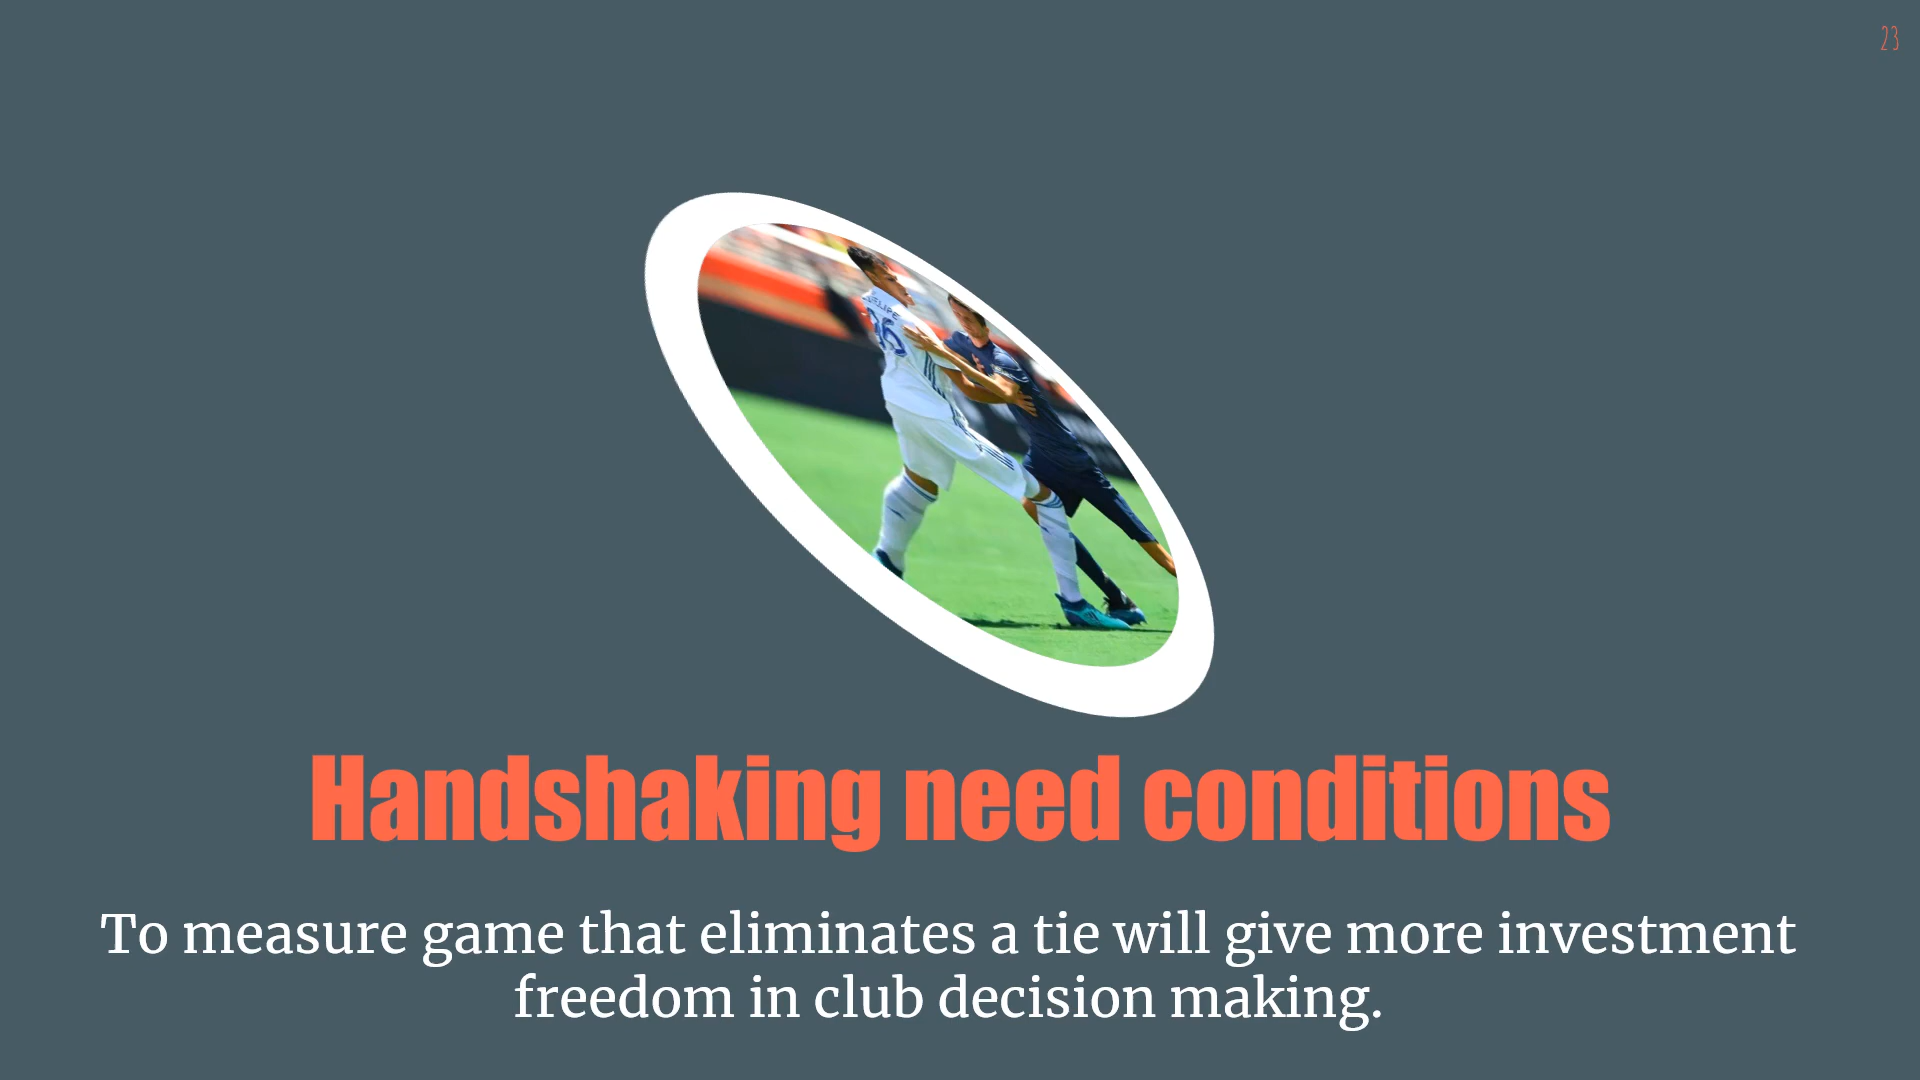 23
36
Handshaking need conditions
To measure game that eliminates a tie will give more investment
freedom in club decision making.